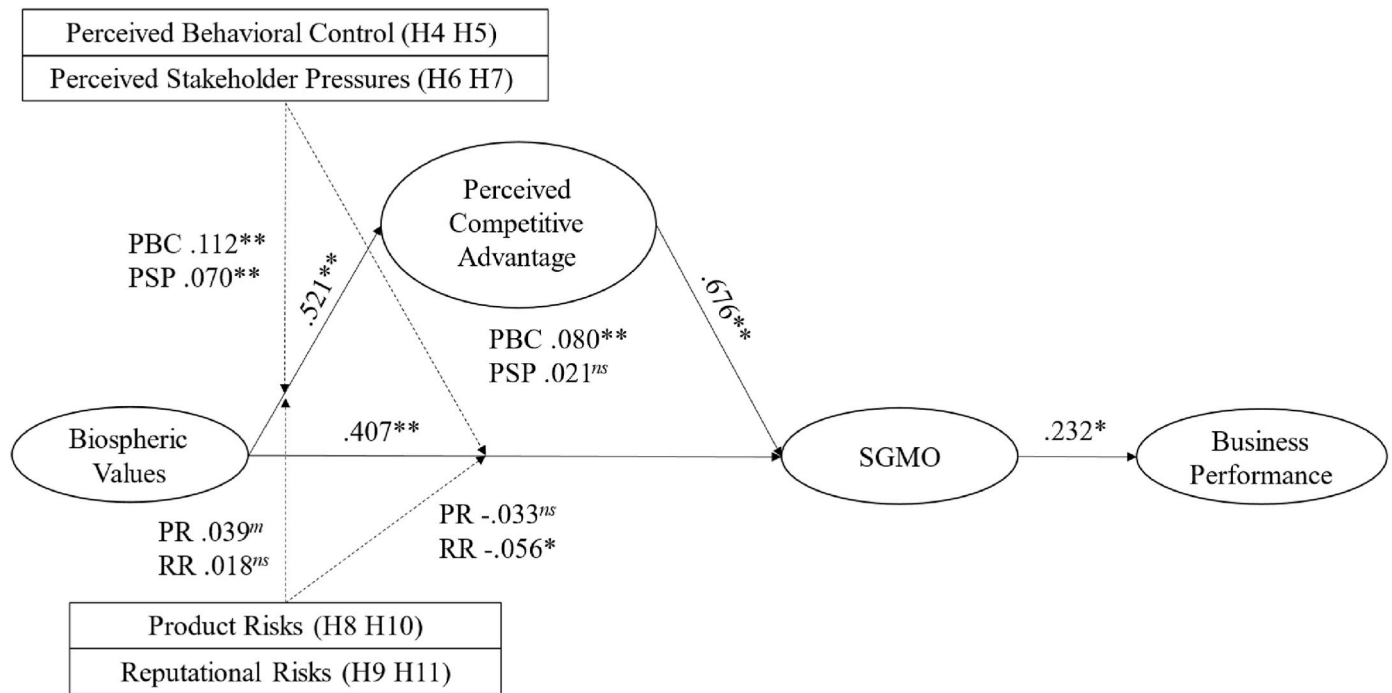 Perceived Behavioral Control (H4 H5)
Perceived Stakeholder Pressures (H6 H7)
Perceived
Competitive
Advantage
PBC .112**
PSP .070**
.521**
.676**
PBC .080**
PSP .021ns
Biospheric
Values
.407**
SGMO
.232*
Business
Performance
PR .039m
RR .018ns
PR -.033ns
RR -.056*
Product Risks (H8 H10)
Reputational Risks (H9 H11)